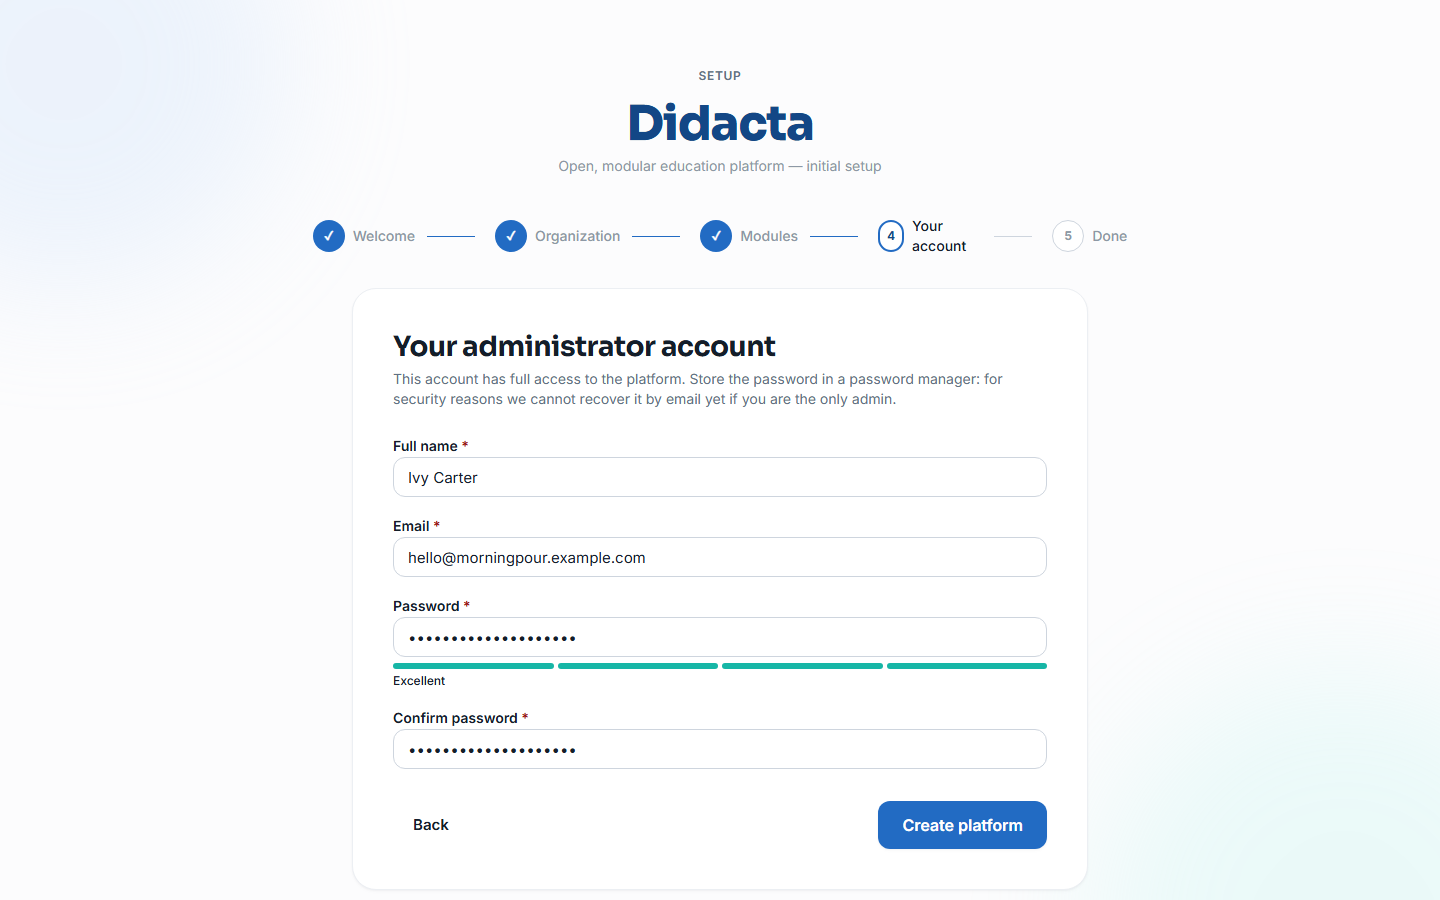 SETUP
Didacta
Open, modular education platform — initial setup
✓ Welcome
✓ Organization
✓ Modules
4 Your account
5 Done
Your administrator account
This account has full access to the platform. Store the password in a password manager: for
security reasons we cannot recover it by email yet if you are the only admin.
Full name *
Ivy Carter
Email *
hello@morningpour.example.com
Password *
••••••••••••••••••••
Excellent
Confirm password *
••••••••••••••••••••
Back
Create platform